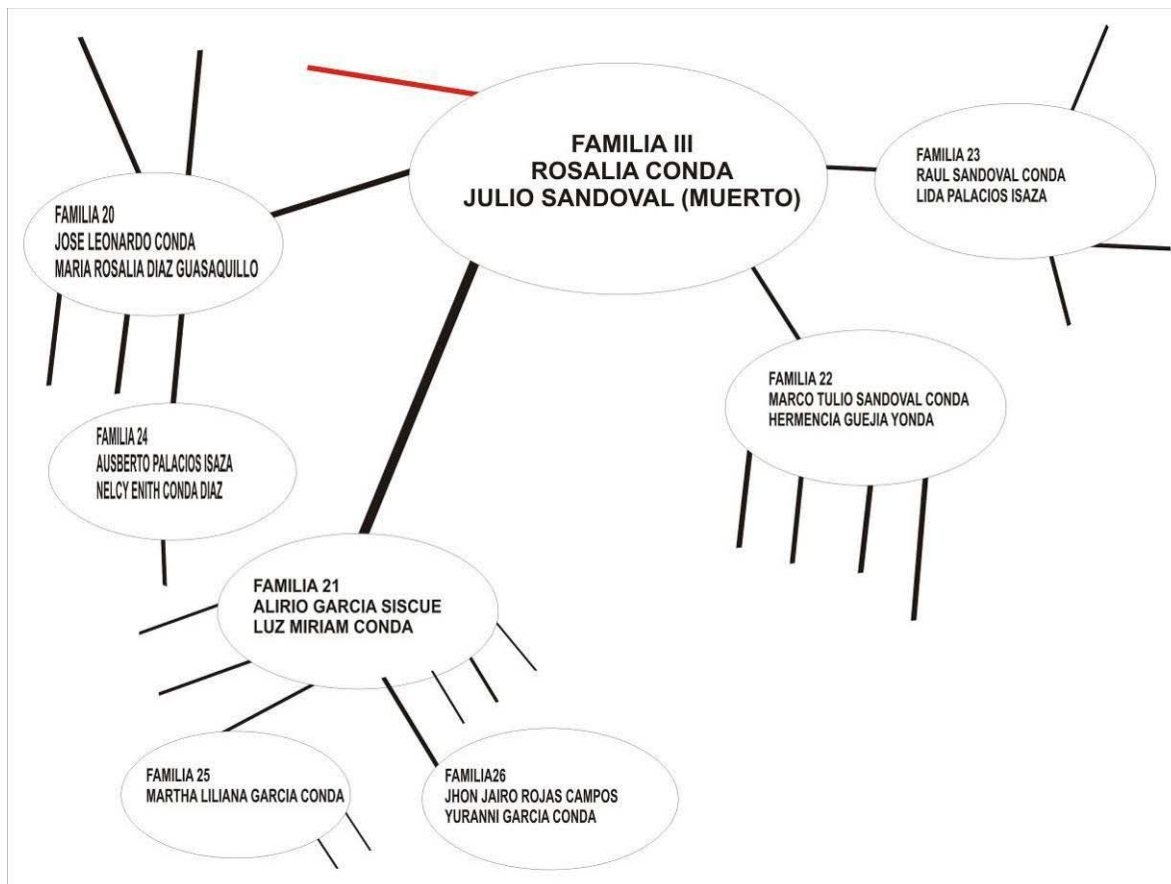 FAMILIA III
ROSALIA CONDA
JULIO SANDOVAL (MUERTO)
FAMILIA 23
RAUL SANDOVAL CONDA
LIDA PALACIOS ISAZA
FAMILIA 20
JOSE LEONARDO CONDA
MARIA ROSALIA DIAZ GUASAQUILLO
FAMILIA 22
MARCO TULIO SANDOVAL CONDA
HERMENCIA GUEJIA YONDA
FAMILIA 24
AUSBERTO PALACIOS ISAZA
NELCY ENITH CONDA DIAZ
FAMILIA 21
ALIRIO GARCIA SISCUE
LUZ MIRIAM CONDA
FAMILIA 25
MARTHA LILIANA GARCIA CONDA
FAMILIA26
JHON JAIRO ROJAS CAMPOS
YURANNI GARCIA CONDA